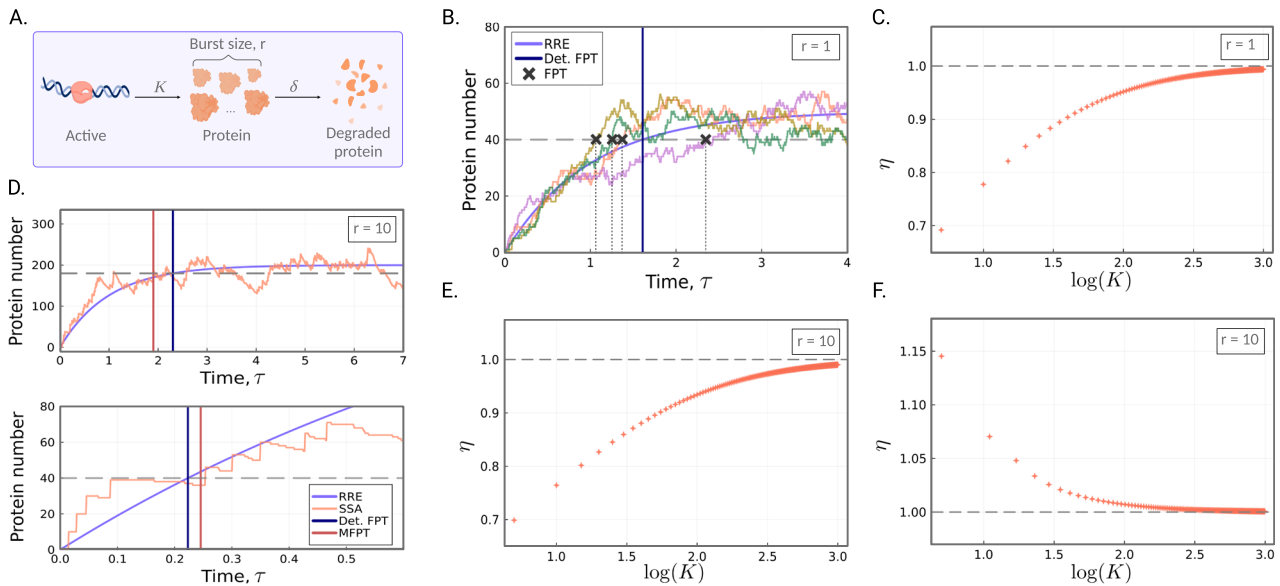 A.
Burst size, r
K
δ
...
Active
Protein
Degraded
protein
B.
Protein number
80
60
40
20
0
RRE
Det. FPT
FPT
r = 1
0
1
2
3
4
Time, τ
C.
η
1.0
0.9
0.8
0.7
r = 1
1.0
1.5
2.0
2.5
3.0
log(K)
D.
Protein number
300
200
100
0
r = 10
0
1
2
3
4
5
6
7
Time, τ
Protein number
80
60
40
20
0
RRE
SSA
Det. FPT
MFPT
0.0
0.1
0.2
0.3
0.4
0.5
Time, τ
E.
η
1.0
0.9
0.8
0.7
r = 10
1.0
1.5
2.0
2.5
3.0
log(K)
F.
η
1.15
1.10
1.05
1.00
r = 10
1.0
1.5
2.0
2.5
3.0
log(K)